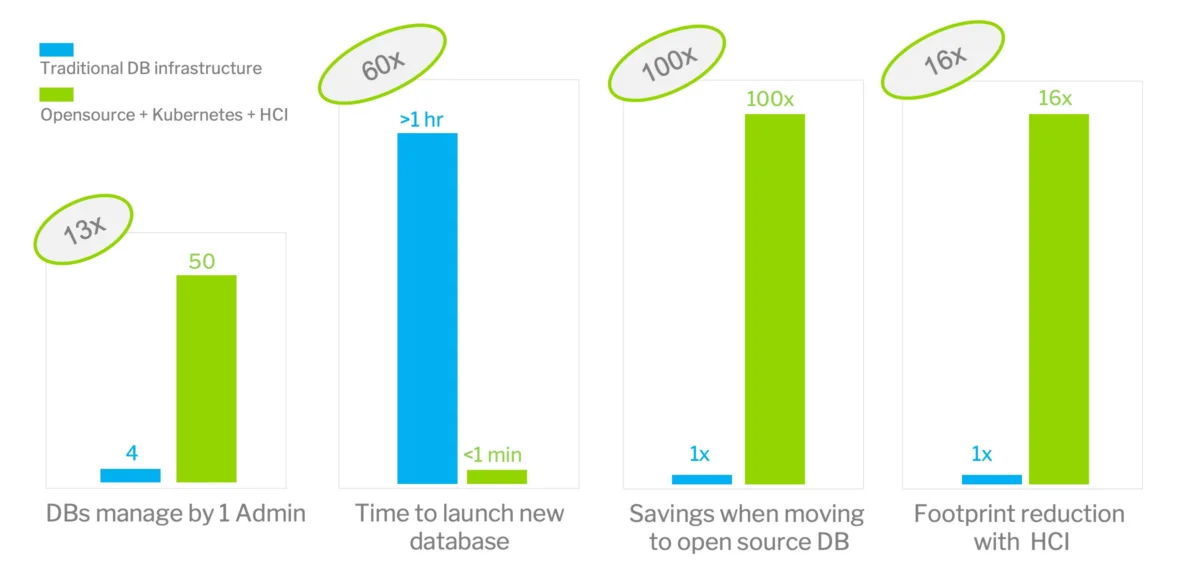 Traditional DB infrastructure
Opensource + Kubernetes + HCI
13x
50
4
DBs manage by 1 Admin
60x
>1 hr
<1 min
Time to launch new
database
100x
100x
1x
Savings when moving
to open source DB
16x
16x
1x
Footprint reduction
with HCI